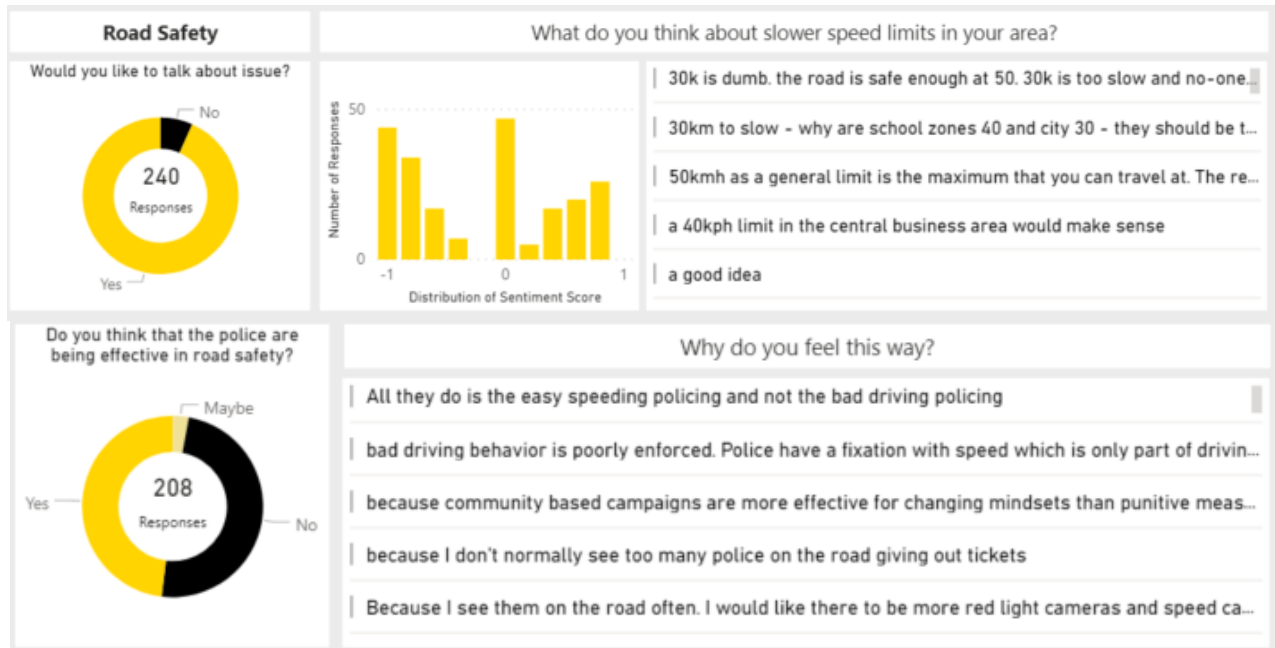 Road Safety
What do you think about slower speed limits in your area?
Would you like to talk about issue?
No
240
Responses
Yes
Number of Responses
50
0
-1
0
1
Distribution of Sentiment Score
30k is dumb. the road is safe enough at 50. 30k is too slow and no-one...
30km to slow - why are school zones 40 and city 30 - they should be t...
50kmh as a general limit is the maximum that you can travel at. The re...
a 40kph limit in the central business area would make sense
a good idea
Do you think that the police are
being effective in road safety?
Maybe
208
Responses
Yes
No
Why do you feel this way?
All they do is the easy speeding policing and not the bad driving policing
bad driving behavior is poorly enforced. Police have a fixation with speed which is only part of drivin...
because community based campaigns are more effective for changing mindsets than punitive meas...
because I don't normally see too many police on the road giving out tickets
Because I see them on the road often. I would like there to be more red light cameras and speed ca...